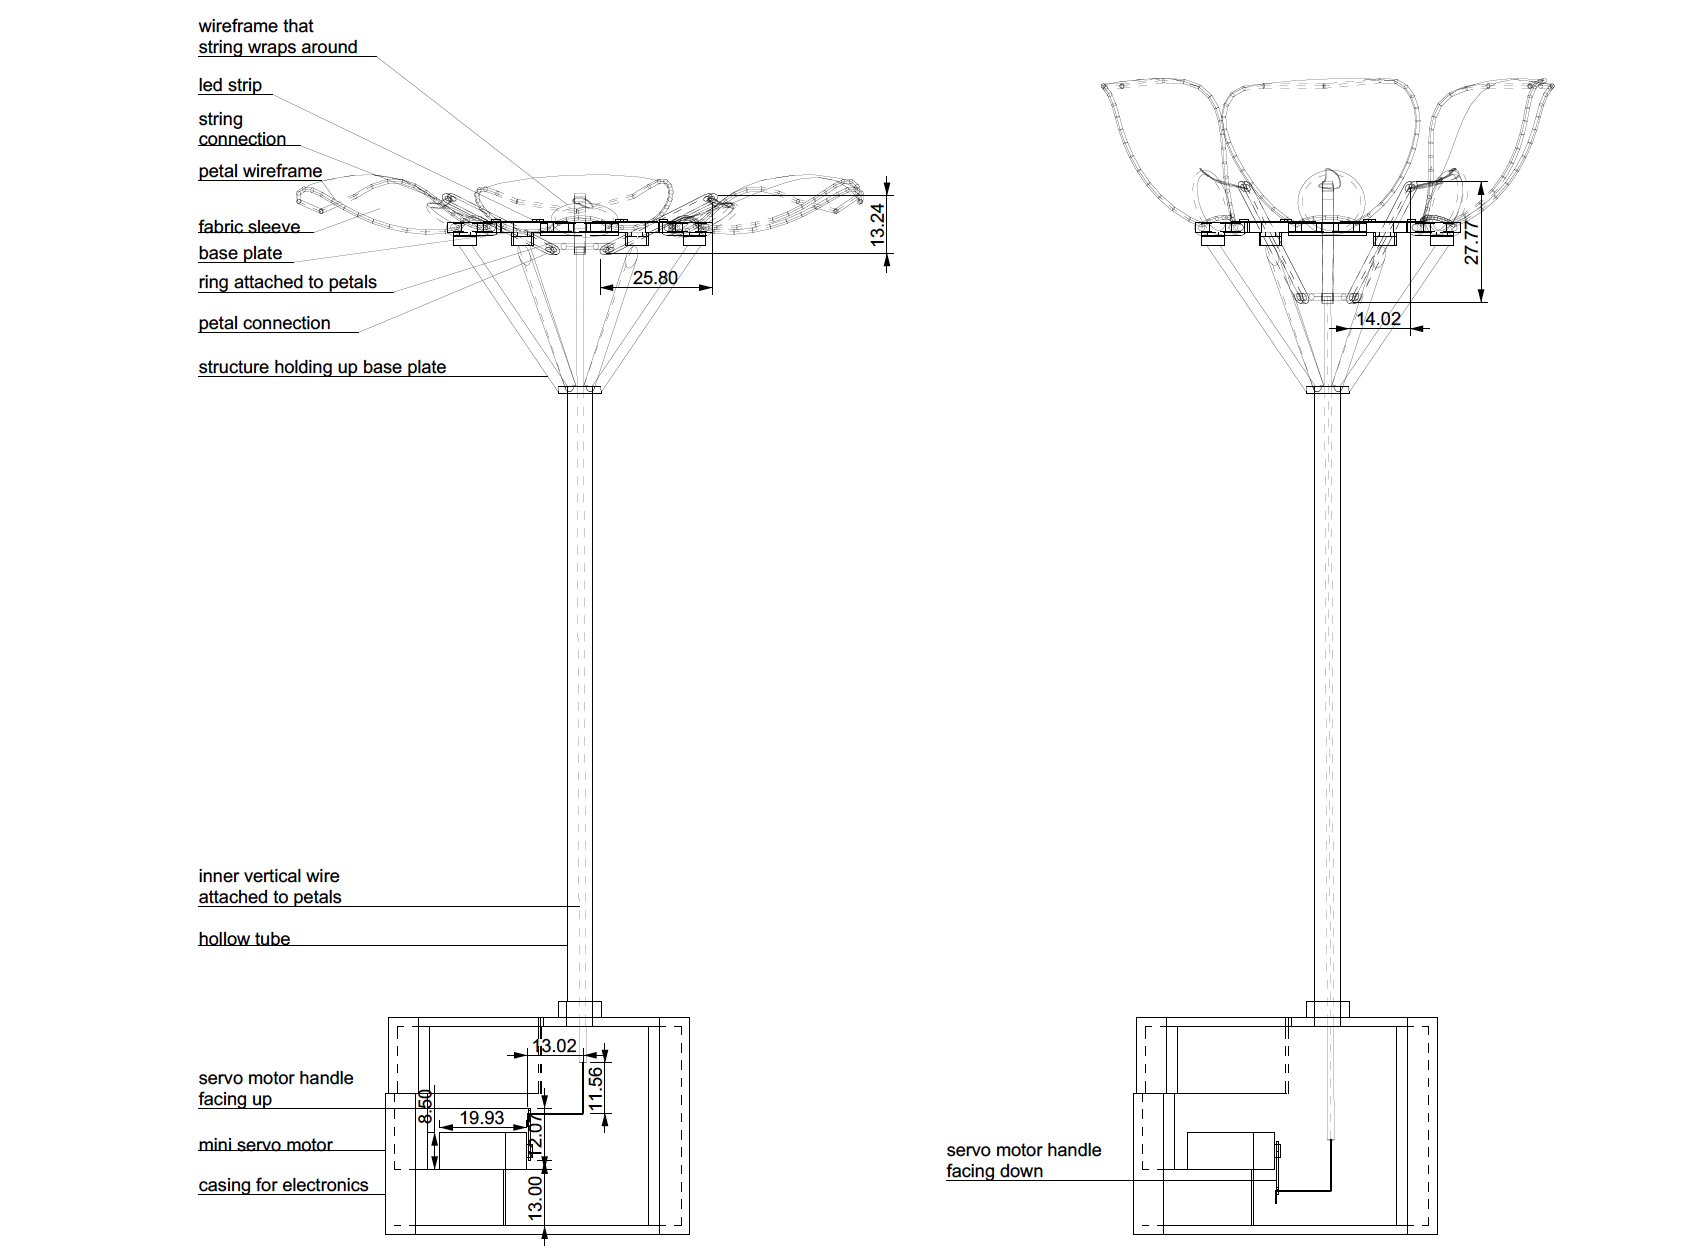 wireframe that
string wraps around
led strip
string
connection
petal wireframe
fabric sleeve
base plate
ring attached to petals
petal connection
structure holding up base plate
13.24
25.80
27.77
14.02
inner vertical wire
attached to petals
hollow tube
servo motor handle
facing up
mini servo motor
casing for electronics
13.02
11.56
8.50
19.93
12.07
13.00
servo motor handle
facing down